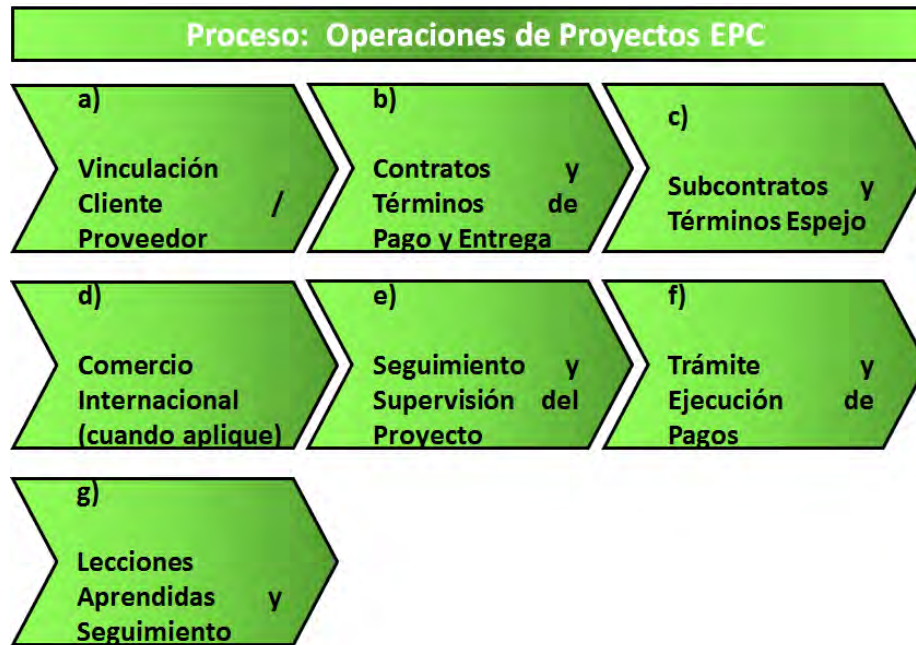 Proceso:  Operaciones de Proyectos EPC
a)
Vinculación
Cliente /
Proveedor
b)
Contratos y
Términos de
Pago y Entrega
c)
Subcontratos y
Términos Espejo
d)
Comercio
Internacional
(cuando aplique)
e)
Seguimiento y
Supervisión del
Proyecto
f)
Trámite y
Ejecución de
Pagos
g)
Lecciones
Aprendidas y
Seguimiento